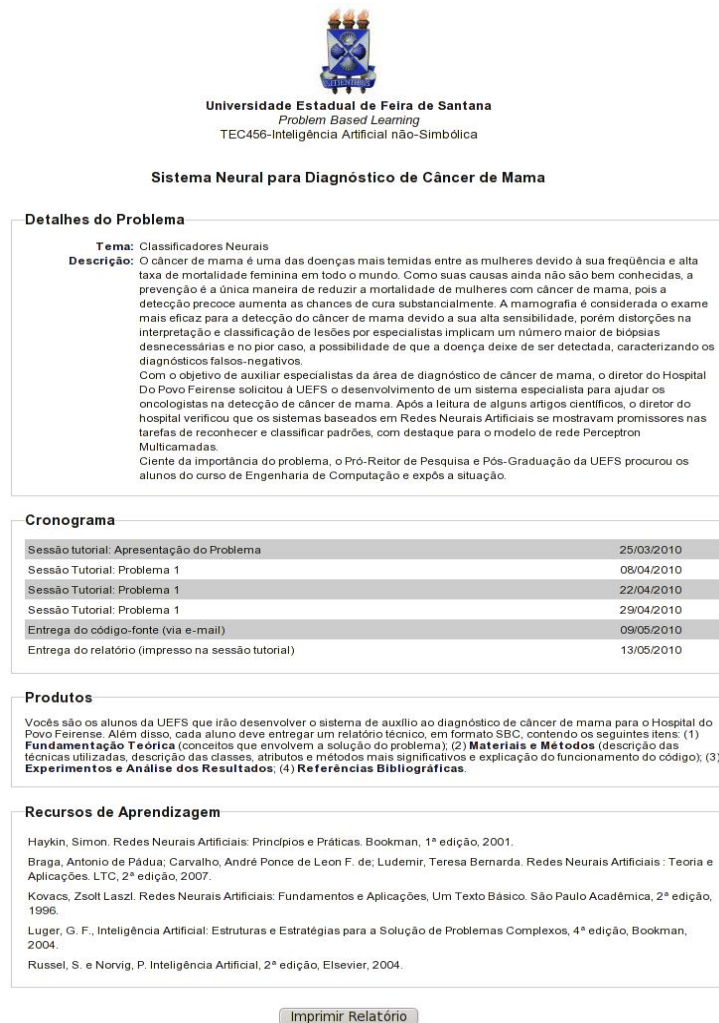 Universidade Estadual de Feira de Santana
Problem Based Learning
TEC456-Inteligência Artificial não-Simbólica
Sistema Neural para Diagnóstico de Câncer de Mama
Detalhes do Problema
Tema: Classificadores Neurais
Descrição: O câncer de mama é uma das doenças mais temidas entre as mulheres devido à sua freqüência e alta
taxa de mortalidade feminina em todo o mundo. Como suas causas ainda não são bem conhecidas, a
prevenção é a única maneira de reduzir a mortalidade de mulheres com câncer de mama, pois a
detecção precoce aumenta as chances de cura substancialmente. A mamografia é considerada o exame
mais eficaz para a detecção do câncer de mama devido a sua alta sensibilidade, porém distorções na
interpretação e classificação de lesões por especialistas implicam um número maior de biópsias
desnecessárias e no pior caso, a possibilidade de que a doença deixe de ser detectada, caracterizando os
diagnósticos falsos-negativos.
Com o objetivo de auxiliar especialistas da área de diagnóstico de câncer de mama, o diretor do Hospital
Do Povo Feirense solicitou à UEFS o desenvolvimento de um sistema especialista para ajudar os
oncologistas na detecção de câncer de mama. Após a leitura de alguns artigos científicos, o diretor do
hospital verificou que os sistemas baseados em Redes Neurais Artificiais se mostravam promissores nas
tarefas de reconhecer e classificar padrões, com destaque para o modelo de rede Perceptron
Multicamadas.
Ciente da importância do problema, o Pró-Reitor de Pesquisa e Pós-Graduação da UEFS procurou os
alunos do curso de Engenharia de Computação e expôs a situação.
Cronograma
Sessão tutorial: Apresentação do Problema 25/03/2010
Sessão Tutorial: Problema 1 08/04/2010
Sessão Tutorial: Problema 1 22/04/2010
Sessão Tutorial: Problema 1 29/04/2010
Entrega do código-fonte (via e-mail) 09/05/2010
Entrega do relatório (impresso na sessão tutorial) 13/05/2010
Produtos
Vocês são os alunos da UEFS que irão desenvolver o sistema de auxílio ao diagnóstico de câncer de mama para o Hospital do
Povo Feirense. Além disso, cada aluno deve entregar um relatório técnico, em formato SBC, contendo os seguintes itens: (1)
Fundamentação Teórica (conceitos que envolvem a solução do problema); (2) Materiais e Métodos (descrição das
técnicas utilizadas, descrição das classes, atributos e métodos mais significativos e explicação do funcionamento do código); (3)
Experimentos e Análise dos Resultados; (4) Referências Bibliográficas.
Recursos de Aprendizagem
Haykin, Simon. Redes Neurais Artificiais: Princípios e Práticas. Bookman, 1ª edição, 2001.
Braga, Antonio de Pádua; Carvalho, André Ponce de Leon F. de; Ludemir, Teresa Bernarda. Redes Neurais Artificiais : Teoria e
Aplicações. LTC, 2ª edição, 2007.
Kovacs, Zsolt Laszl. Redes Neurais Artificiais: Fundamentos e Aplicações, Um Texto Básico. São Paulo Acadêmica, 2ª edição,
1996.
Luger, G. F., Inteligência Artificial: Estruturas e Estratégias para a Solução de Problemas Complexos, 4ª edição, Bookman,
2004.
Russel, S. e Norvig, P. Inteligência Artificial, 2ª edição, Elsevier, 2004.
Imprimir Relatório